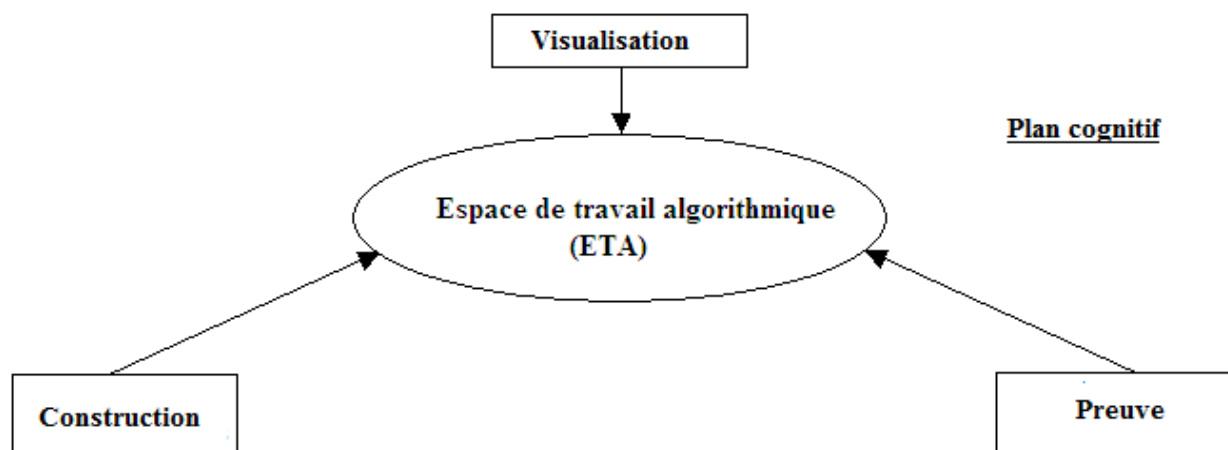 Visualisation
Plan cognitif
Espace de travail algorithmique
(ETA)
Construction
Preuve